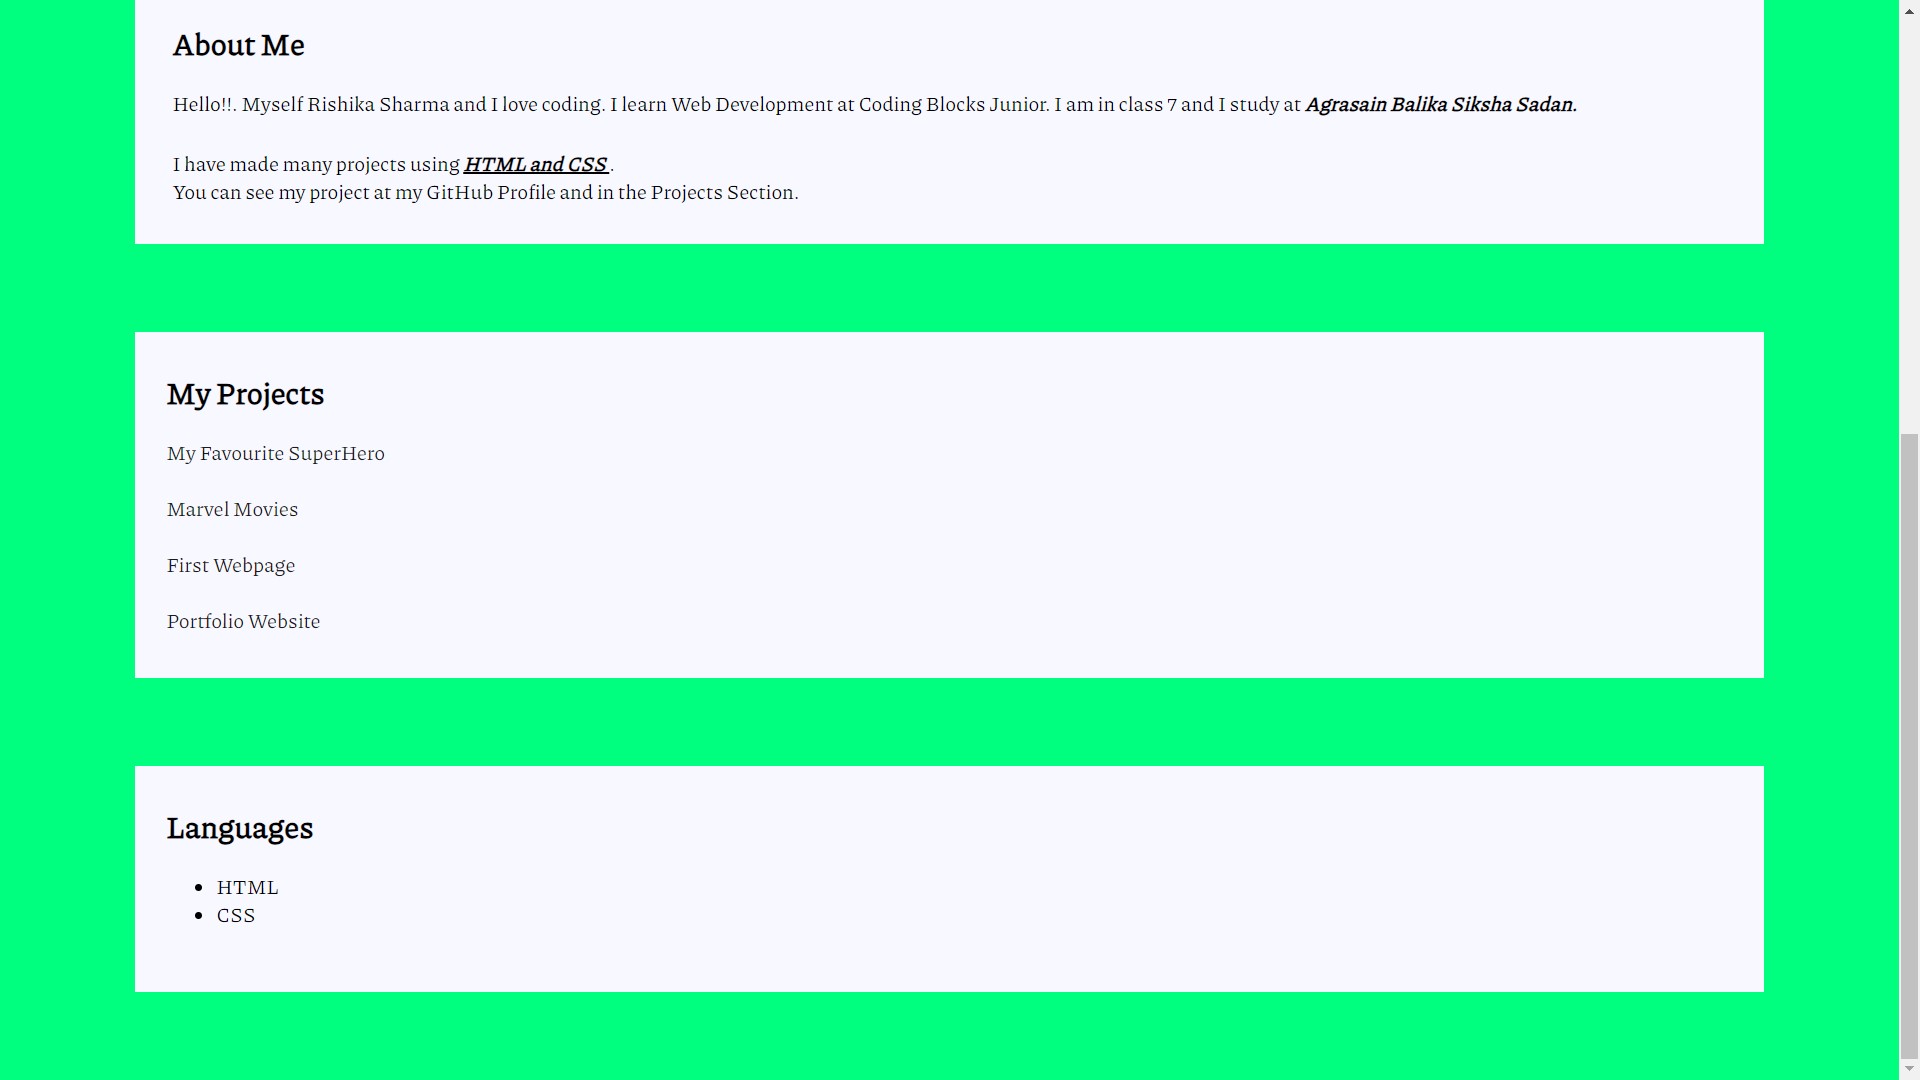 About Me
Hello!!. Myself Rishika Sharma and I love coding. I learn Web Development at Coding Blocks Junior. I am in class 7 and I study at Agrasain Balika Siksha Sadan.
I have made many projects using HTML and CSS .
You can see my project at my GitHub Profile and in the Projects Section.
My Projects
My Favourite SuperHero
Marvel Movies
First Webpage
Portfolio Website
Languages
• HTML
• CSS